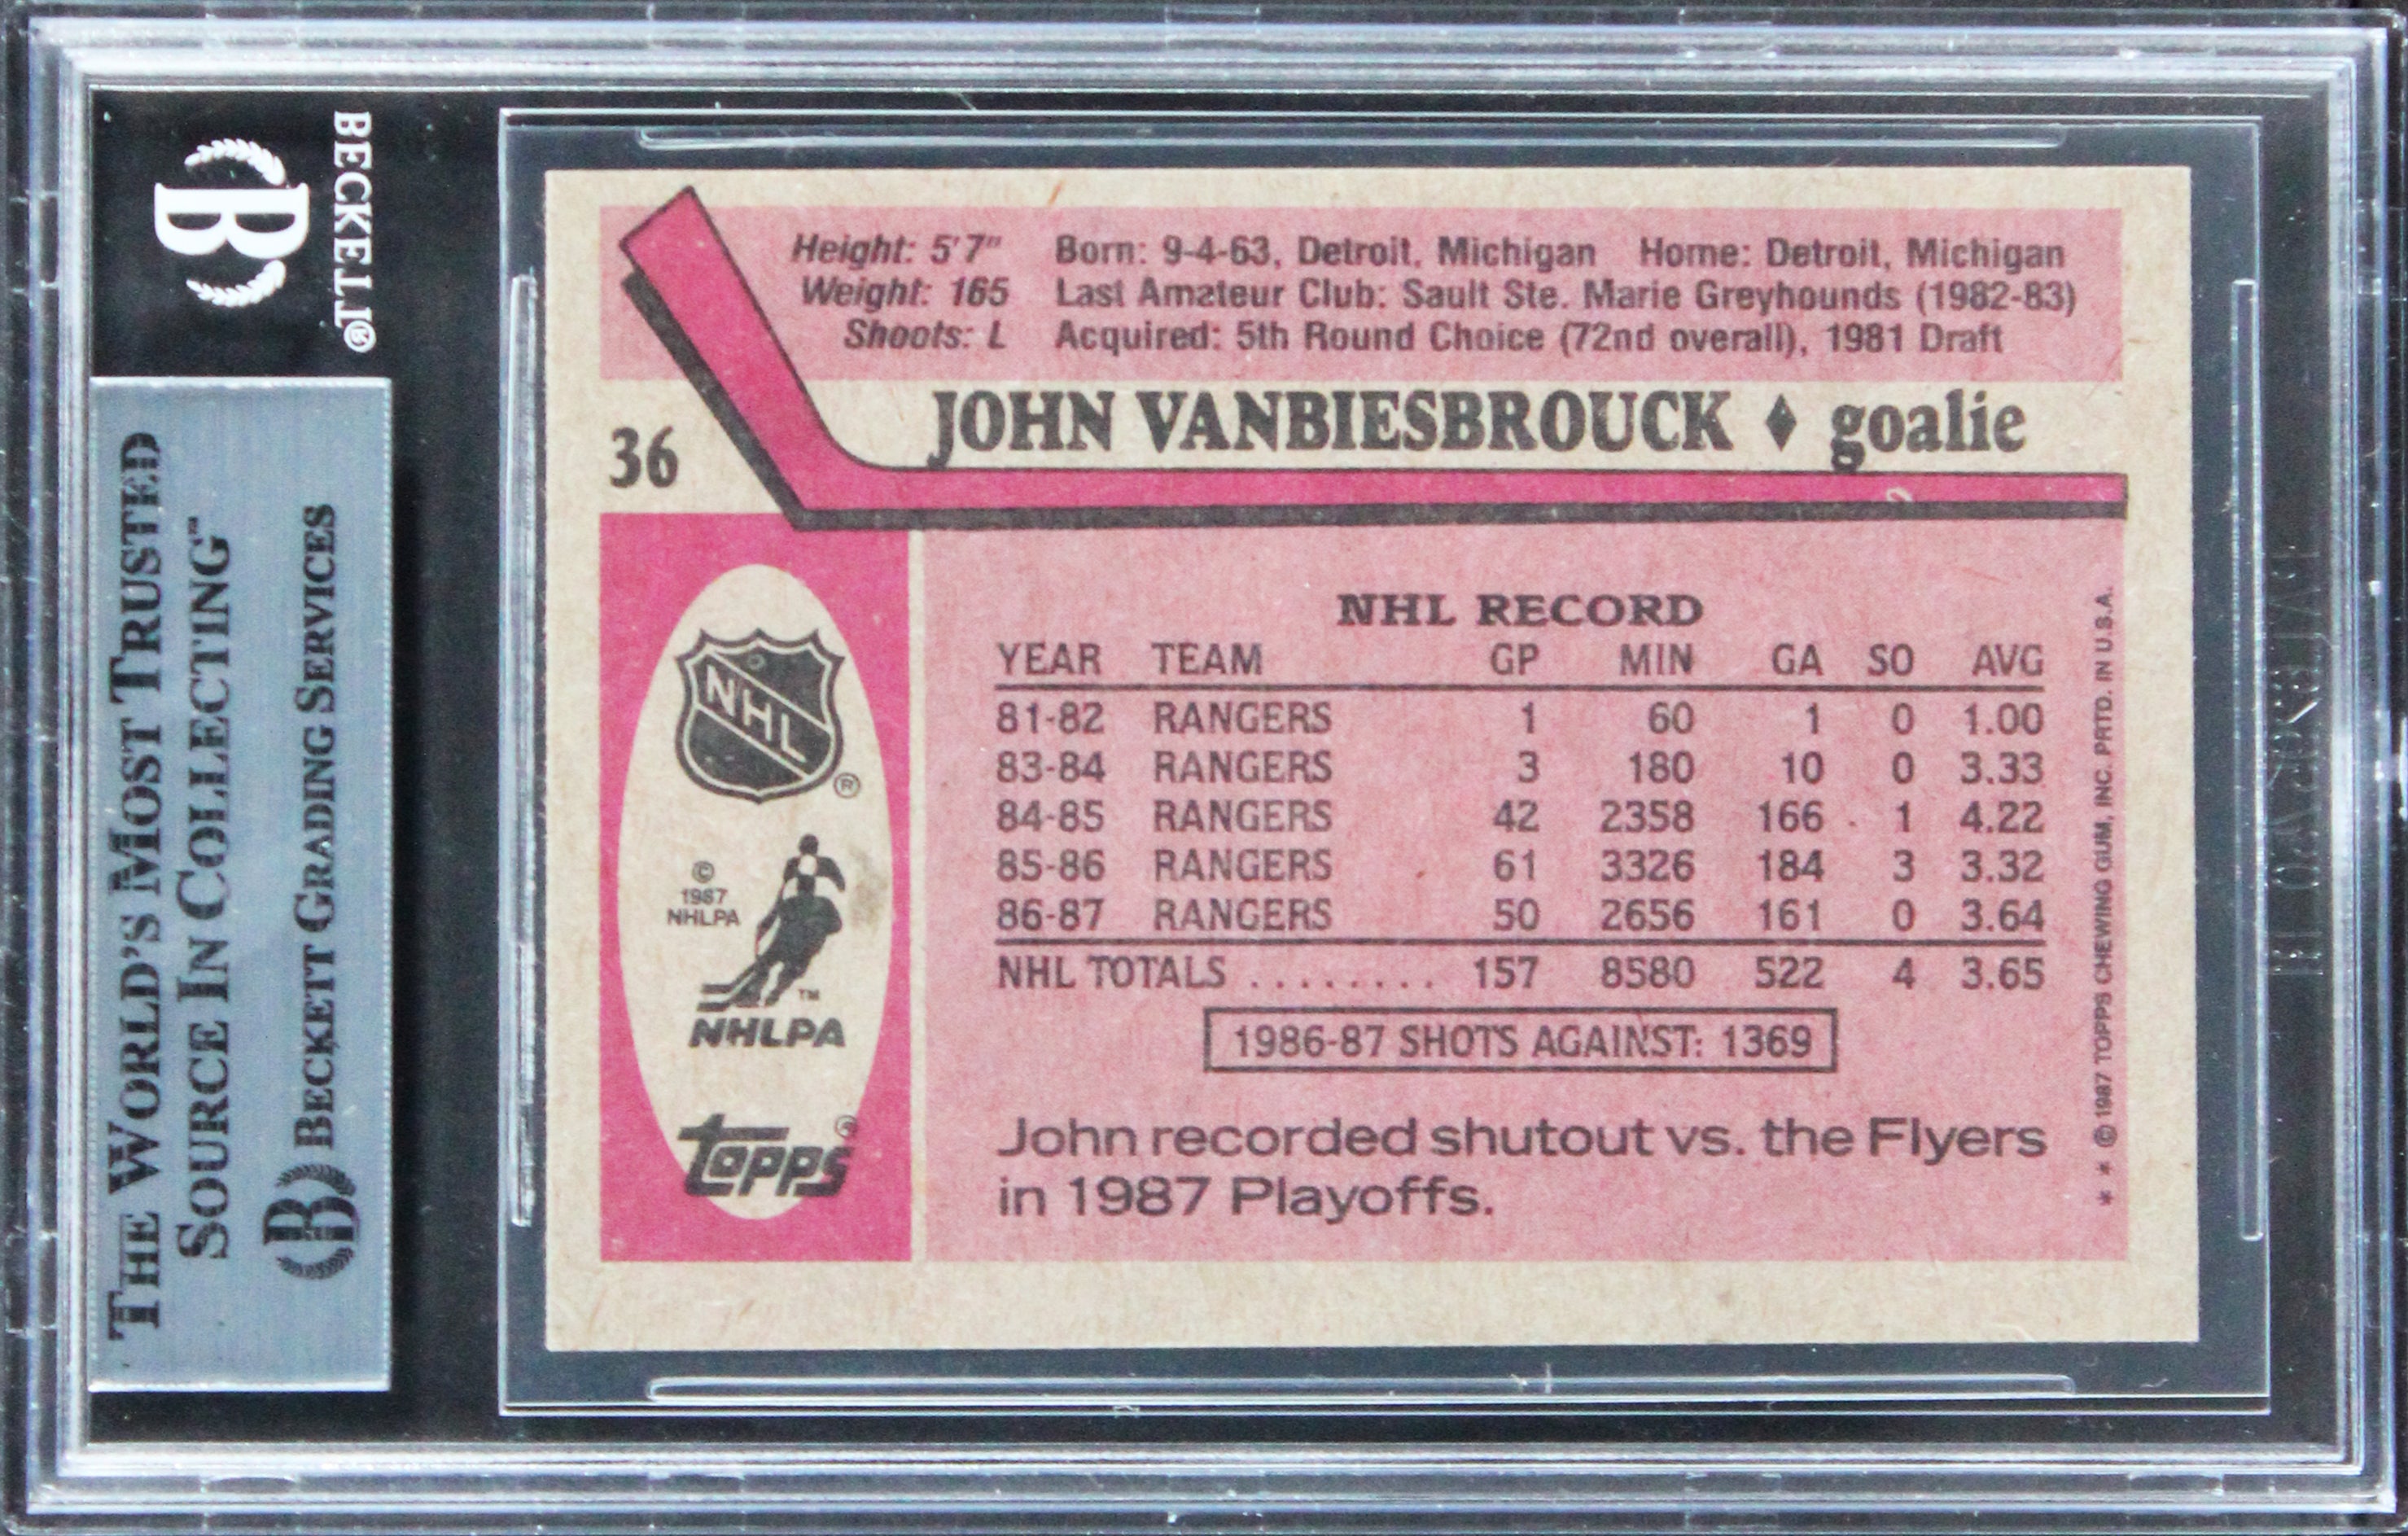 BECKETT®
B
THE WORLD'S MOST TRUSTED
SOURCE IN COLLECTING™
B BECKETT GRADING SERVICES
Height: 5'7" Born: 9-4-63, Detroit, Michigan Home: Detroit, Michigan
Weight: 165 Last Amateur Club: Sault Ste. Marie Greyhounds (1982-83)
Shoots: L Acquired: 5th Round Choice (72nd overall), 1981 Draft
36
JOHN VANBIESBROUCK ♦ goalie
NHL ®
©
1987
NHLPA
TM
NHLPA
topps®
NHL RECORD
YEAR TEAM GP MIN GA SO AVG
81-82 RANGERS 1 60 1 0 1.00
83-84 RANGERS 3 180 10 0 3.33
84-85 RANGERS 42 2358 166 1 4.22
85-86 RANGERS 61 3326 184 3 3.32
86-87 RANGERS 50 2656 161 0 3.64
NHL TOTALS ........ 157 8580 522 4 3.65
1986-87 SHOTS AGAINST: 1369
John recorded shutout vs. the Flyers
in 1987 Playoffs.
* * © 1987 TOPPS CHEWING GUM, INC. PRTD. IN U.S.A.